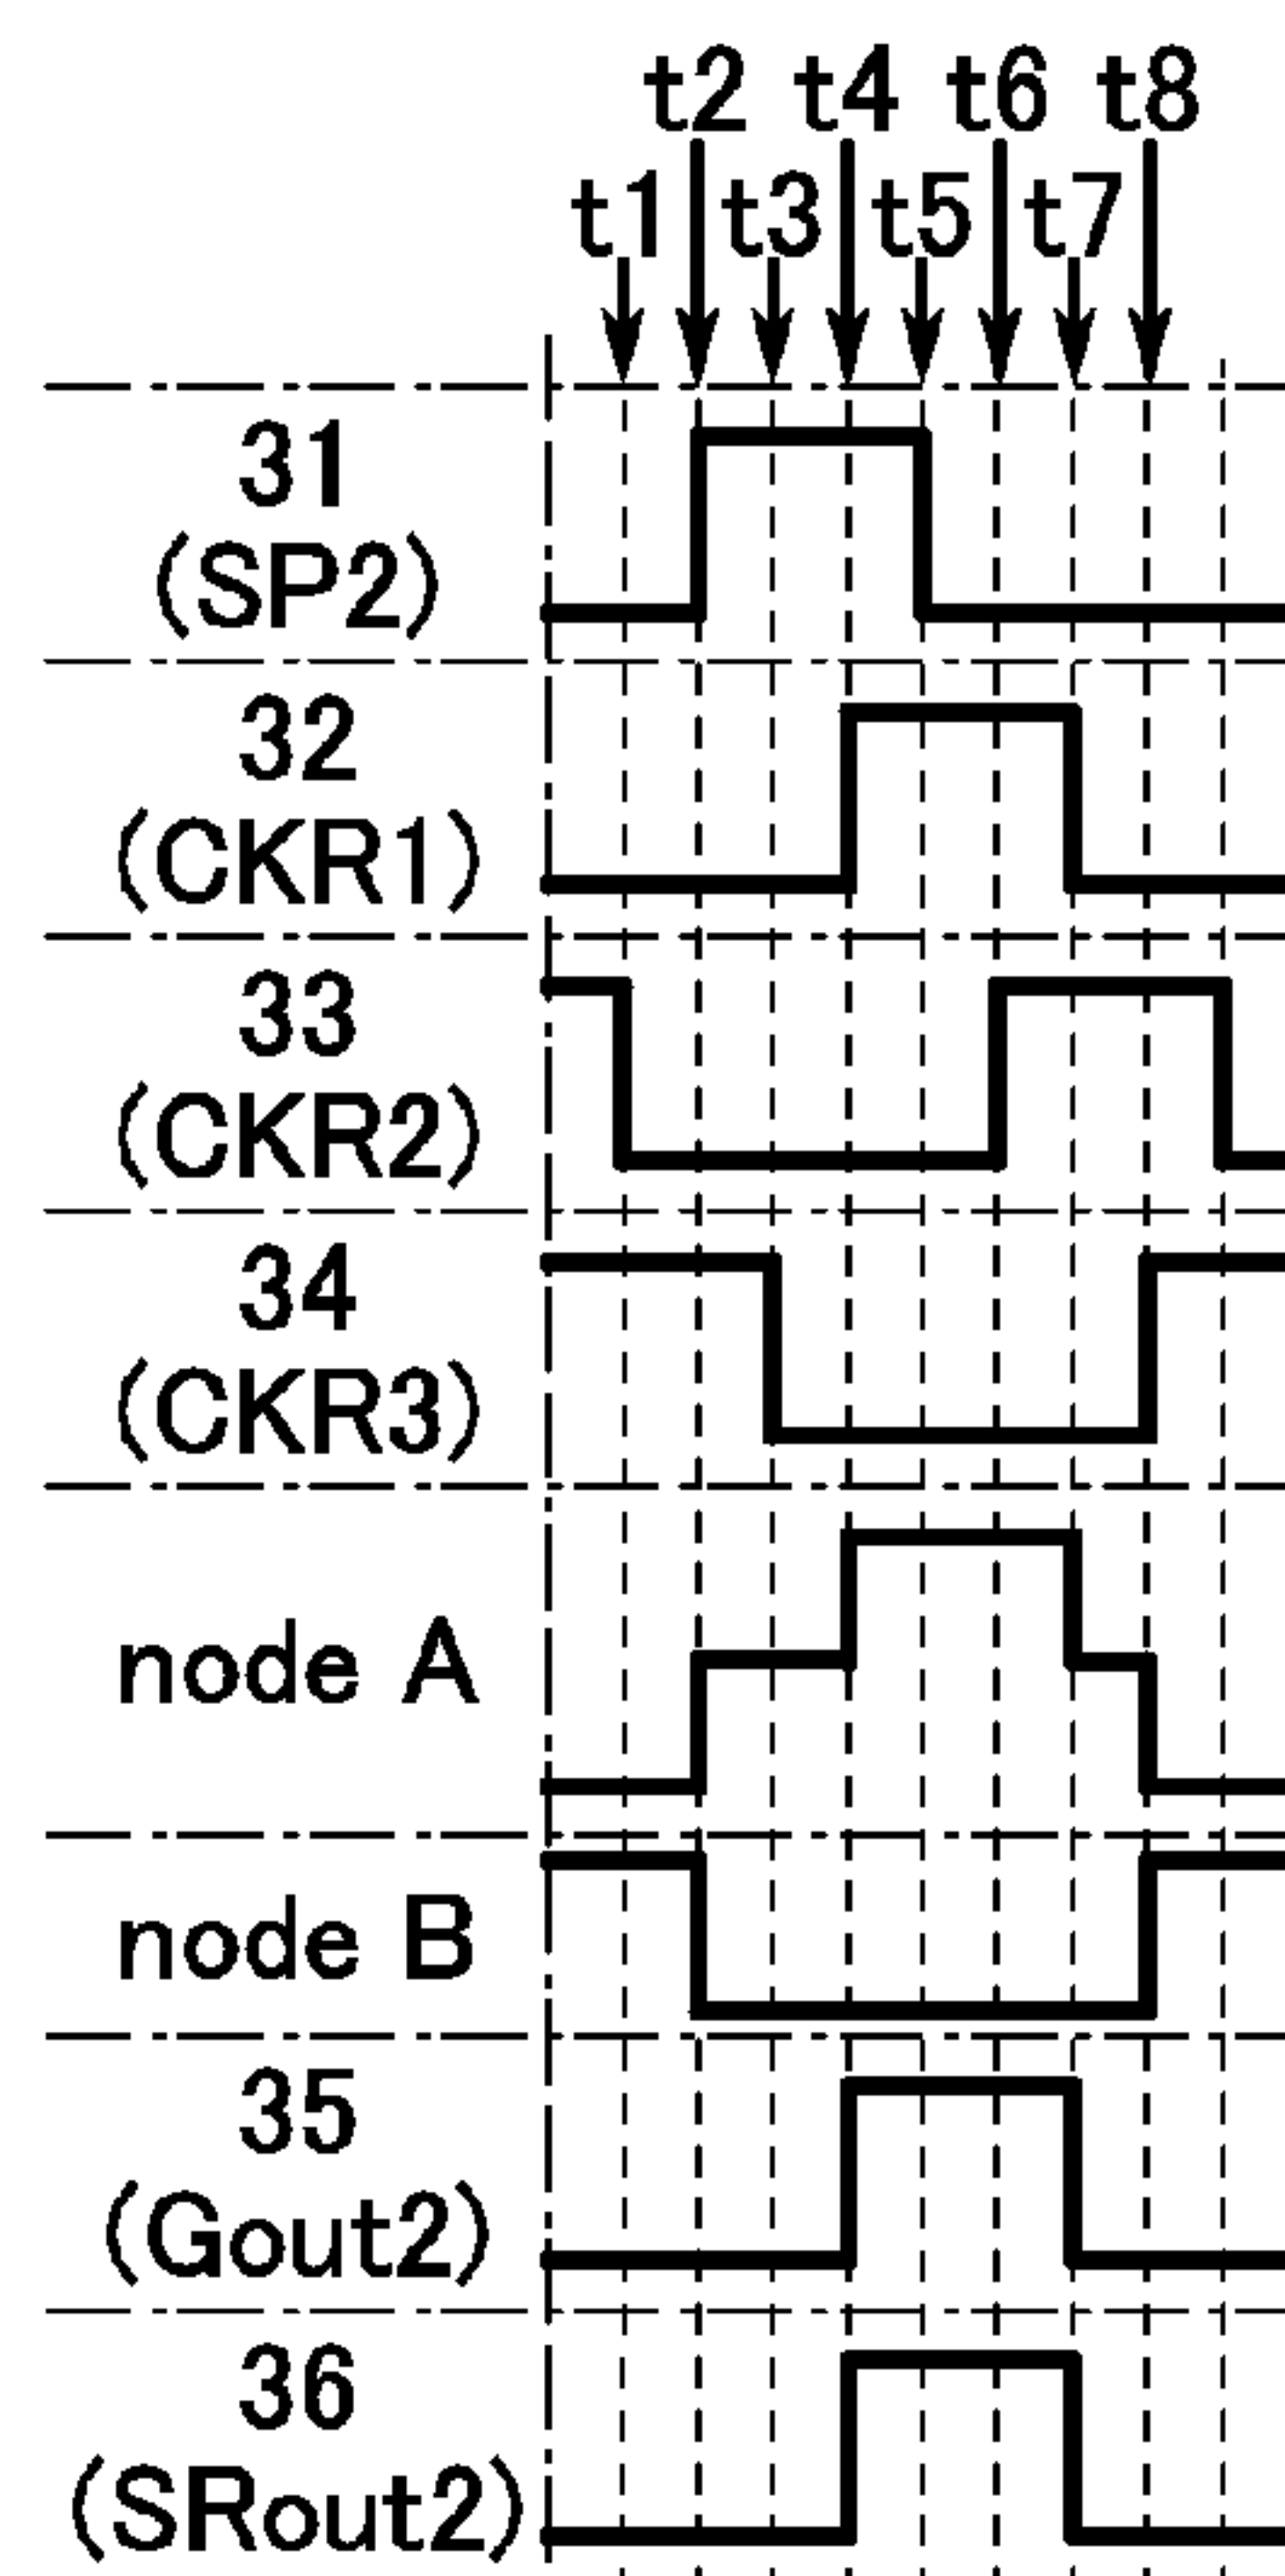 t2 t4 t6 t8
t1 t3 t5 t7
31
(SP2)
32
(CKR1)
33
(CKR2)
34
(CKR3)
node A
node B
35
(Gout2)
36
(SRout2)